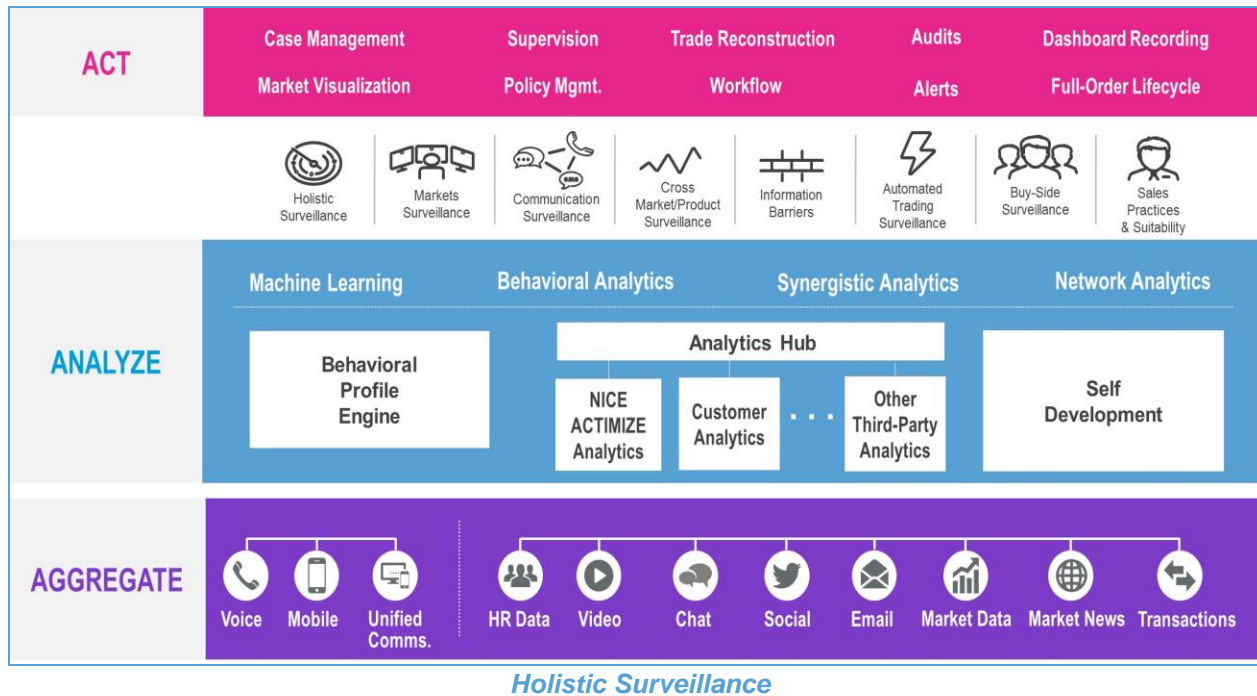 ACT
Case Management
Supervision
Trade Reconstruction
Audits
Dashboard Recording
Market Visualization
Policy Mgmt.
Workflow
Alerts
Full-Order Lifecycle
Holistic
Surveillance
Markets
Surveillance
SMS
Communication
Surveillance
Cross
Market/Product
Surveillance
Information
Barriers
Automated
Trading
Surveillance
Buy-Side
Surveillance
Sales
Practices
& Suitability
ANALYZE
Machine Learning
Behavioral Analytics
Synergistic Analytics
Network Analytics
Behavioral
Profile
Engine
Analytics Hub
NICE
ACTIMIZE
Analytics
Customer
Analytics
. . .
Other
Third-Party
Analytics
Self
Development
AGGREGATE
Voice
Mobile
Unified
Comms.
HR Data
Video
Chat
Social
Email
Market Data
Market News
Transactions
Holistic Surveillance